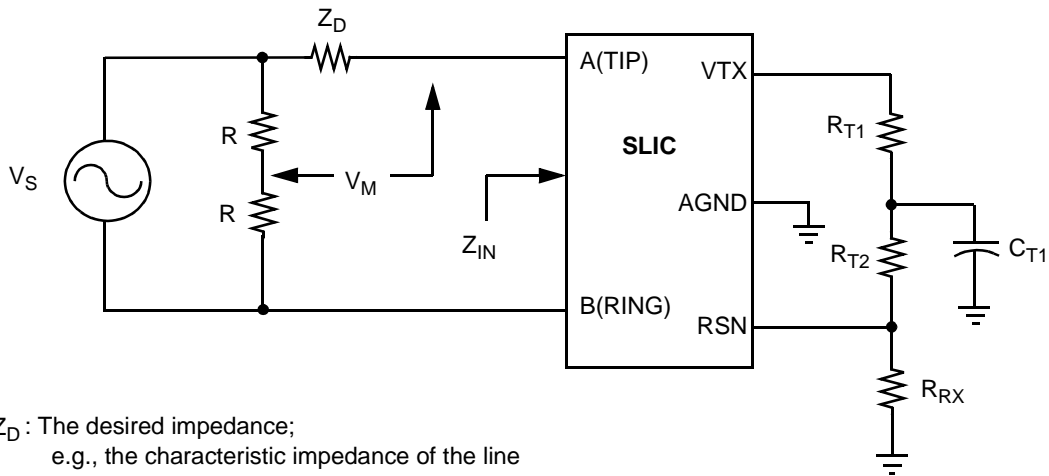 Z_D
A(TIP)
VTX
R_T1
R
SLIC
V_S
V_M
R
AGND
Z_IN
R_T2
C_T1
B(RING)
RSN
R_RX
Z_D : The desired impedance;
e.g., the characteristic impedance of the line